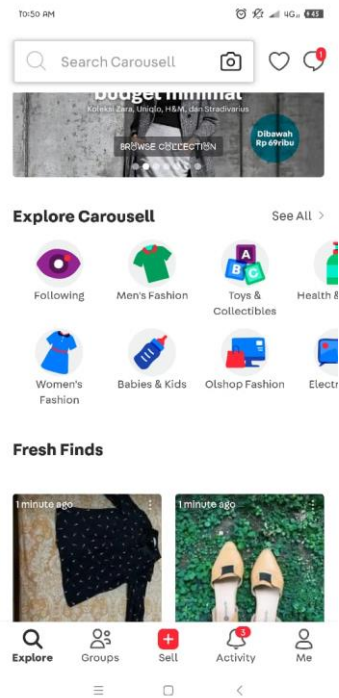 10:50 AM
4G
45
Search Carousell
1
budget minimal
Koleksi Zara, Uniqlo, H&M, dan Stradivarius
Dibawah
Rp 69ribu
BROWSE COLLECTION
Explore Carousell
See All >
Following
Men's Fashion
Toys &
Collectibles
Health &
Women's
Fashion
Babies & Kids
Olshop Fashion
Electr
Fresh Finds
1 minute ago
1 minute ago
3
Explore
Groups
Sell
Activity
Me